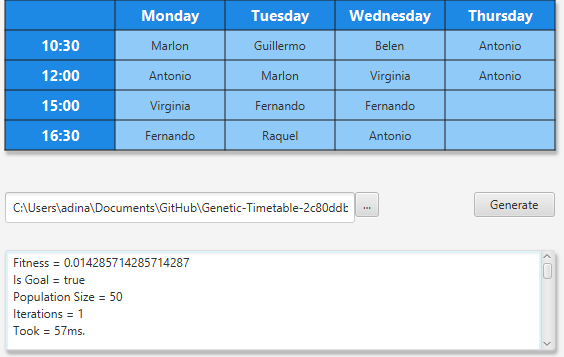 Monday Tuesday Wednesday Thursday
10:30 Marlon Guillermo Belen Antonio
12:00 Antonio Marlon Virginia Antonio
15:00 Virginia Fernando Fernando
16:30 Fernando Raquel Antonio
C:\Users\adina\Documents\GitHub\Genetic-Timetable-2c80ddb ... Generate
Fitness = 0.014285714285714287
Is Goal = true
Population Size = 50
Iterations = 1
Took = 57ms.